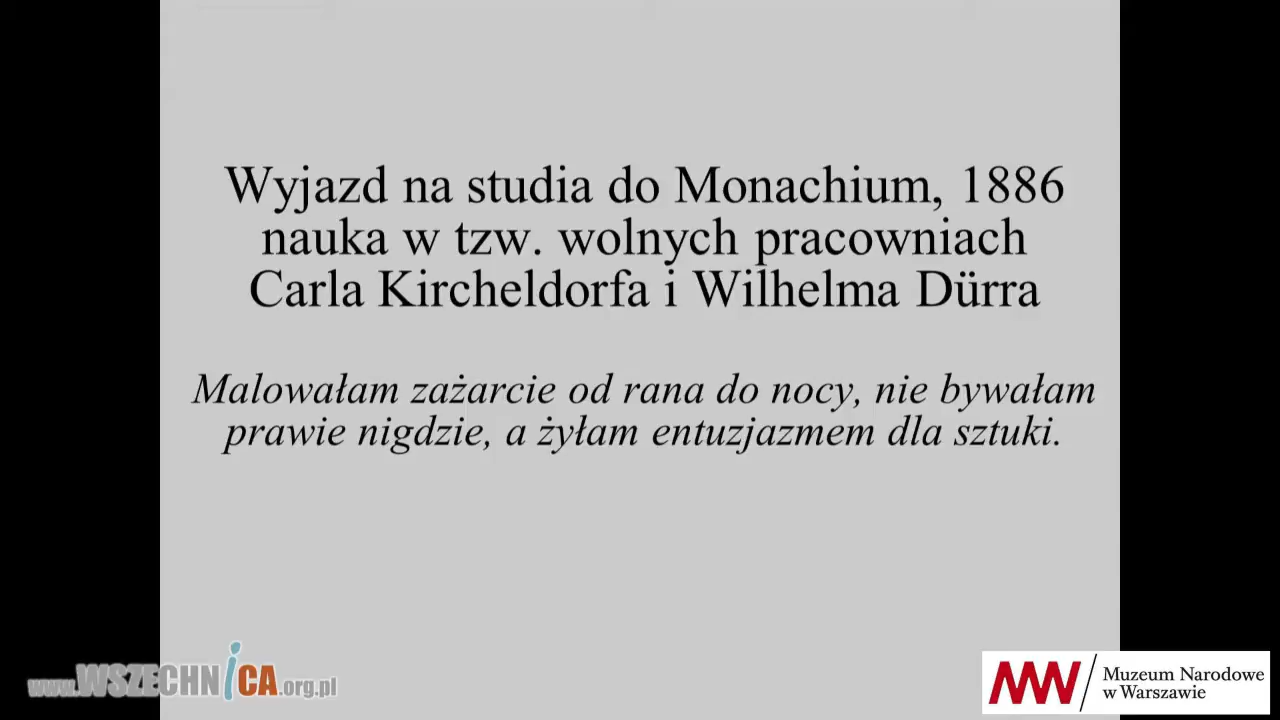 Wyjazd na studia do Monachium, 1886
nauka w tzw. wolnych pracowniach
Carla Kircheldorfa i Wilhelma Dürra
Malowałam zażarcie od rana do nocy, nie bywałam
prawie nigdzie, a żyłam entuzjazmem dla sztuki.
www.WSZECHNiCA.org.pl
MW / Muzeum Narodowe
w Warszawie